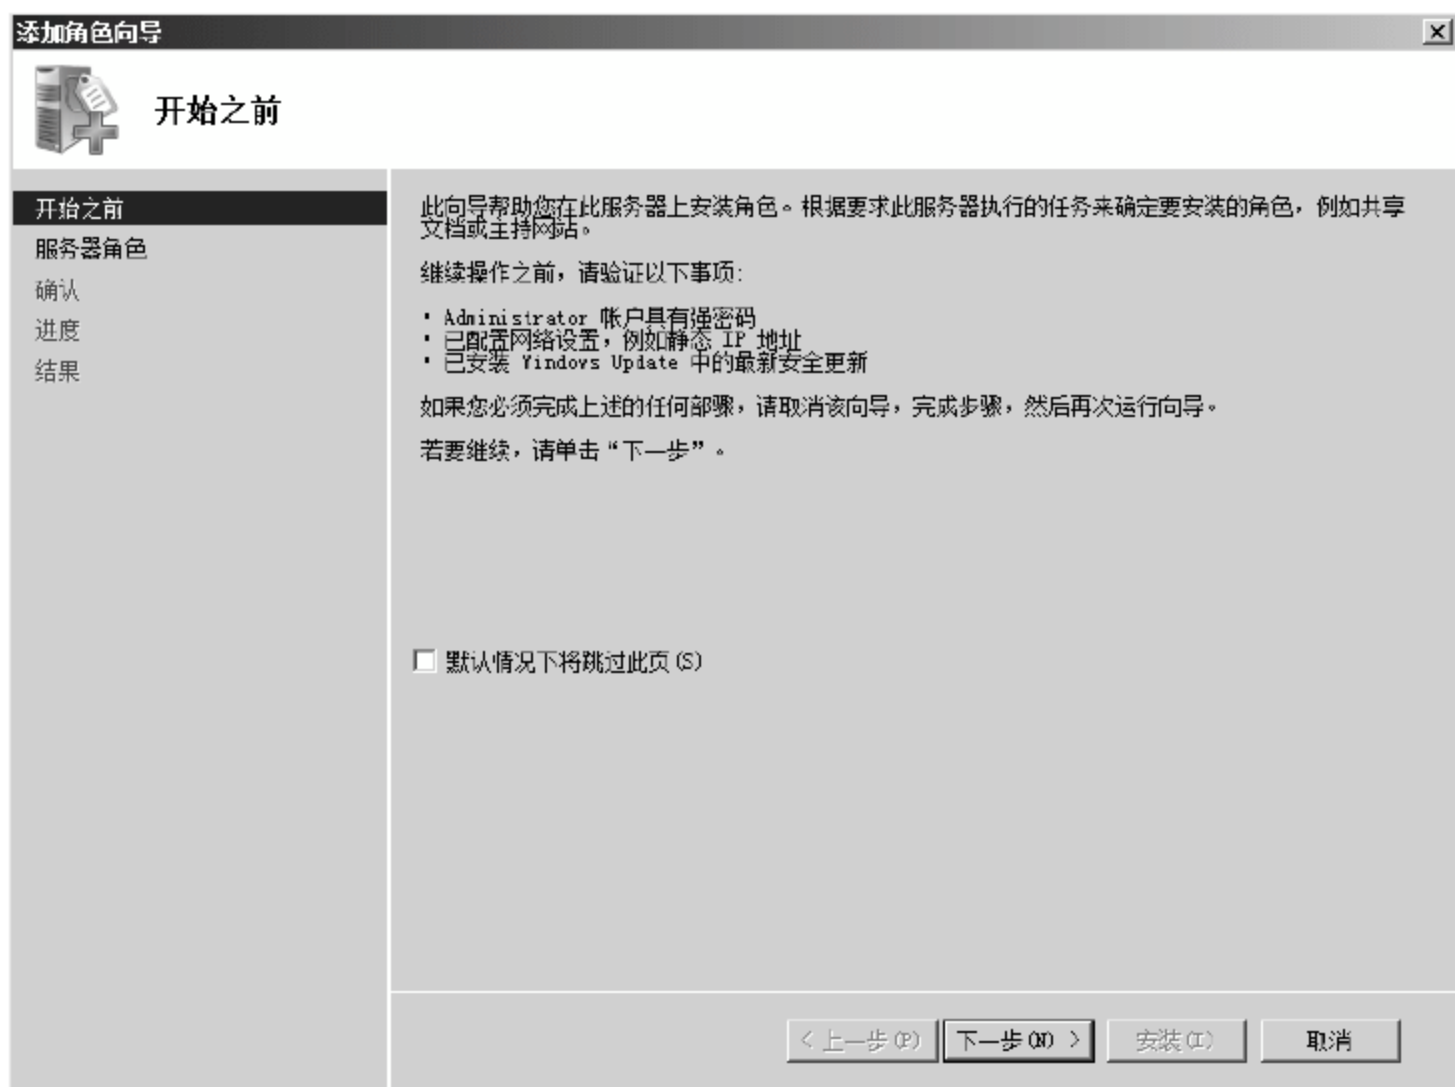 添加角色向导
开始之前
开始之前
服务器角色
确认
进度
结果
此向导帮助您在此服务器上安装角色。根据要求此服务器执行的任务来确定要安装的角色，例如共享
文档或主持网站。
继续操作之前，请验证以下事项:
· Administrator 帐户具有强密码
· 已配置网络设置，例如静态 IP 地址
· 已安装 Windows Update 中的最新安全更新
如果您必须完成上述的任何部骤，请取消该向导，完成步骤，然后再次运行向导。
若要继续，请单击“下一步”。
默认情况下将跳过此页(S)
< 上一步(P)
下一步(N) >
安装(I)
取消